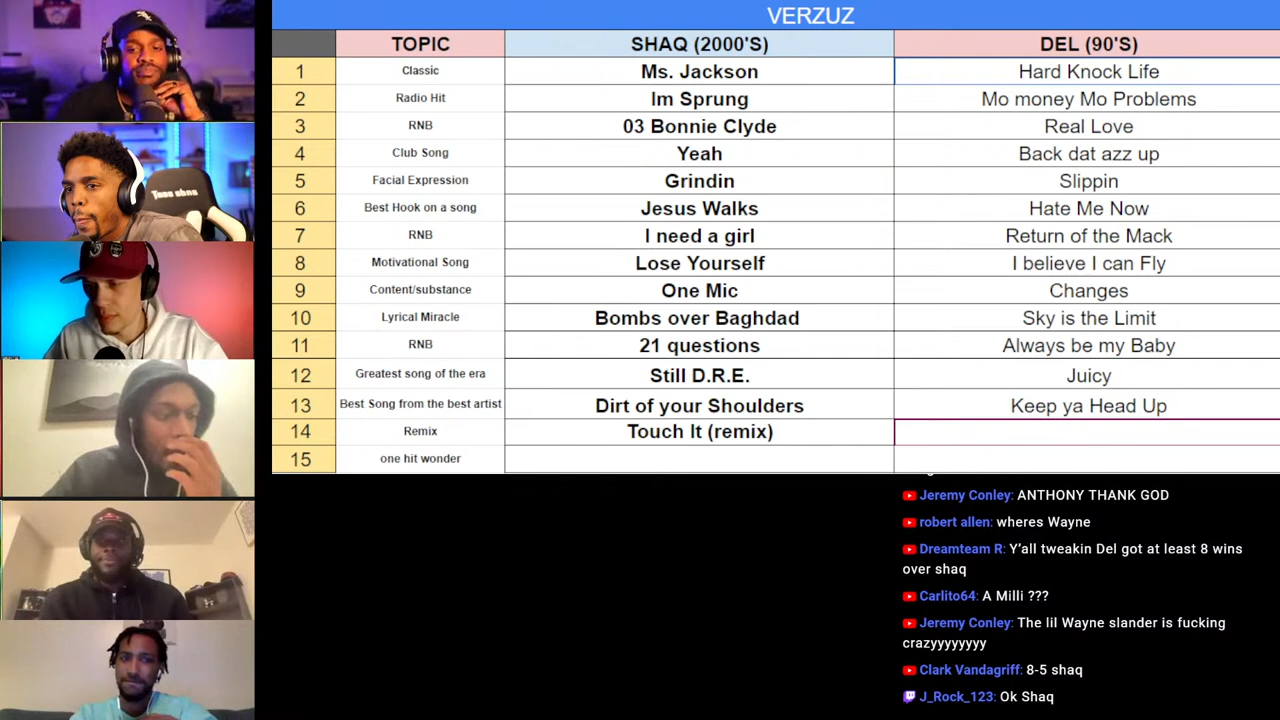 VERZUZ
TOPIC SHAQ (2000'S) DEL (90'S)
1 Classic Ms. Jackson Hard Knock Life
2 Radio Hit Im Sprung Mo money Mo Problems
3 RNB 03 Bonnie Clyde Real Love
4 Club Song Yeah Back dat azz up
5 Facial Expression Grindin Slippin
6 Best Hook on a song Jesus Walks Hate Me Now
7 RNB I need a girl Return of the Mack
8 Motivational Song Lose Yourself I believe I can Fly
9 Content/substance One Mic Changes
10 Lyrical Miracle Bombs over Baghdad Sky is the Limit
11 RNB 21 questions Always be my Baby
12 Greatest song of the era Still D.R.E. Juicy
13 Best Song from the best artist Dirt of your Shoulders Keep ya Head Up
14 Remix Touch It (remix)
15 one hit wonder
Jeremy Conley: ANTHONY THANK GOD
robert allen: wheres Wayne
Dreamteam R: Y'all tweakin Del got at least 8 wins
over shaq
Carlito64: A Milli ???
Jeremy Conley: The lil Wayne slander is fucking
crazyyyyyyyy
Clark Vandagriff: 8-5 shaq
J_Rock_123: Ok Shaq